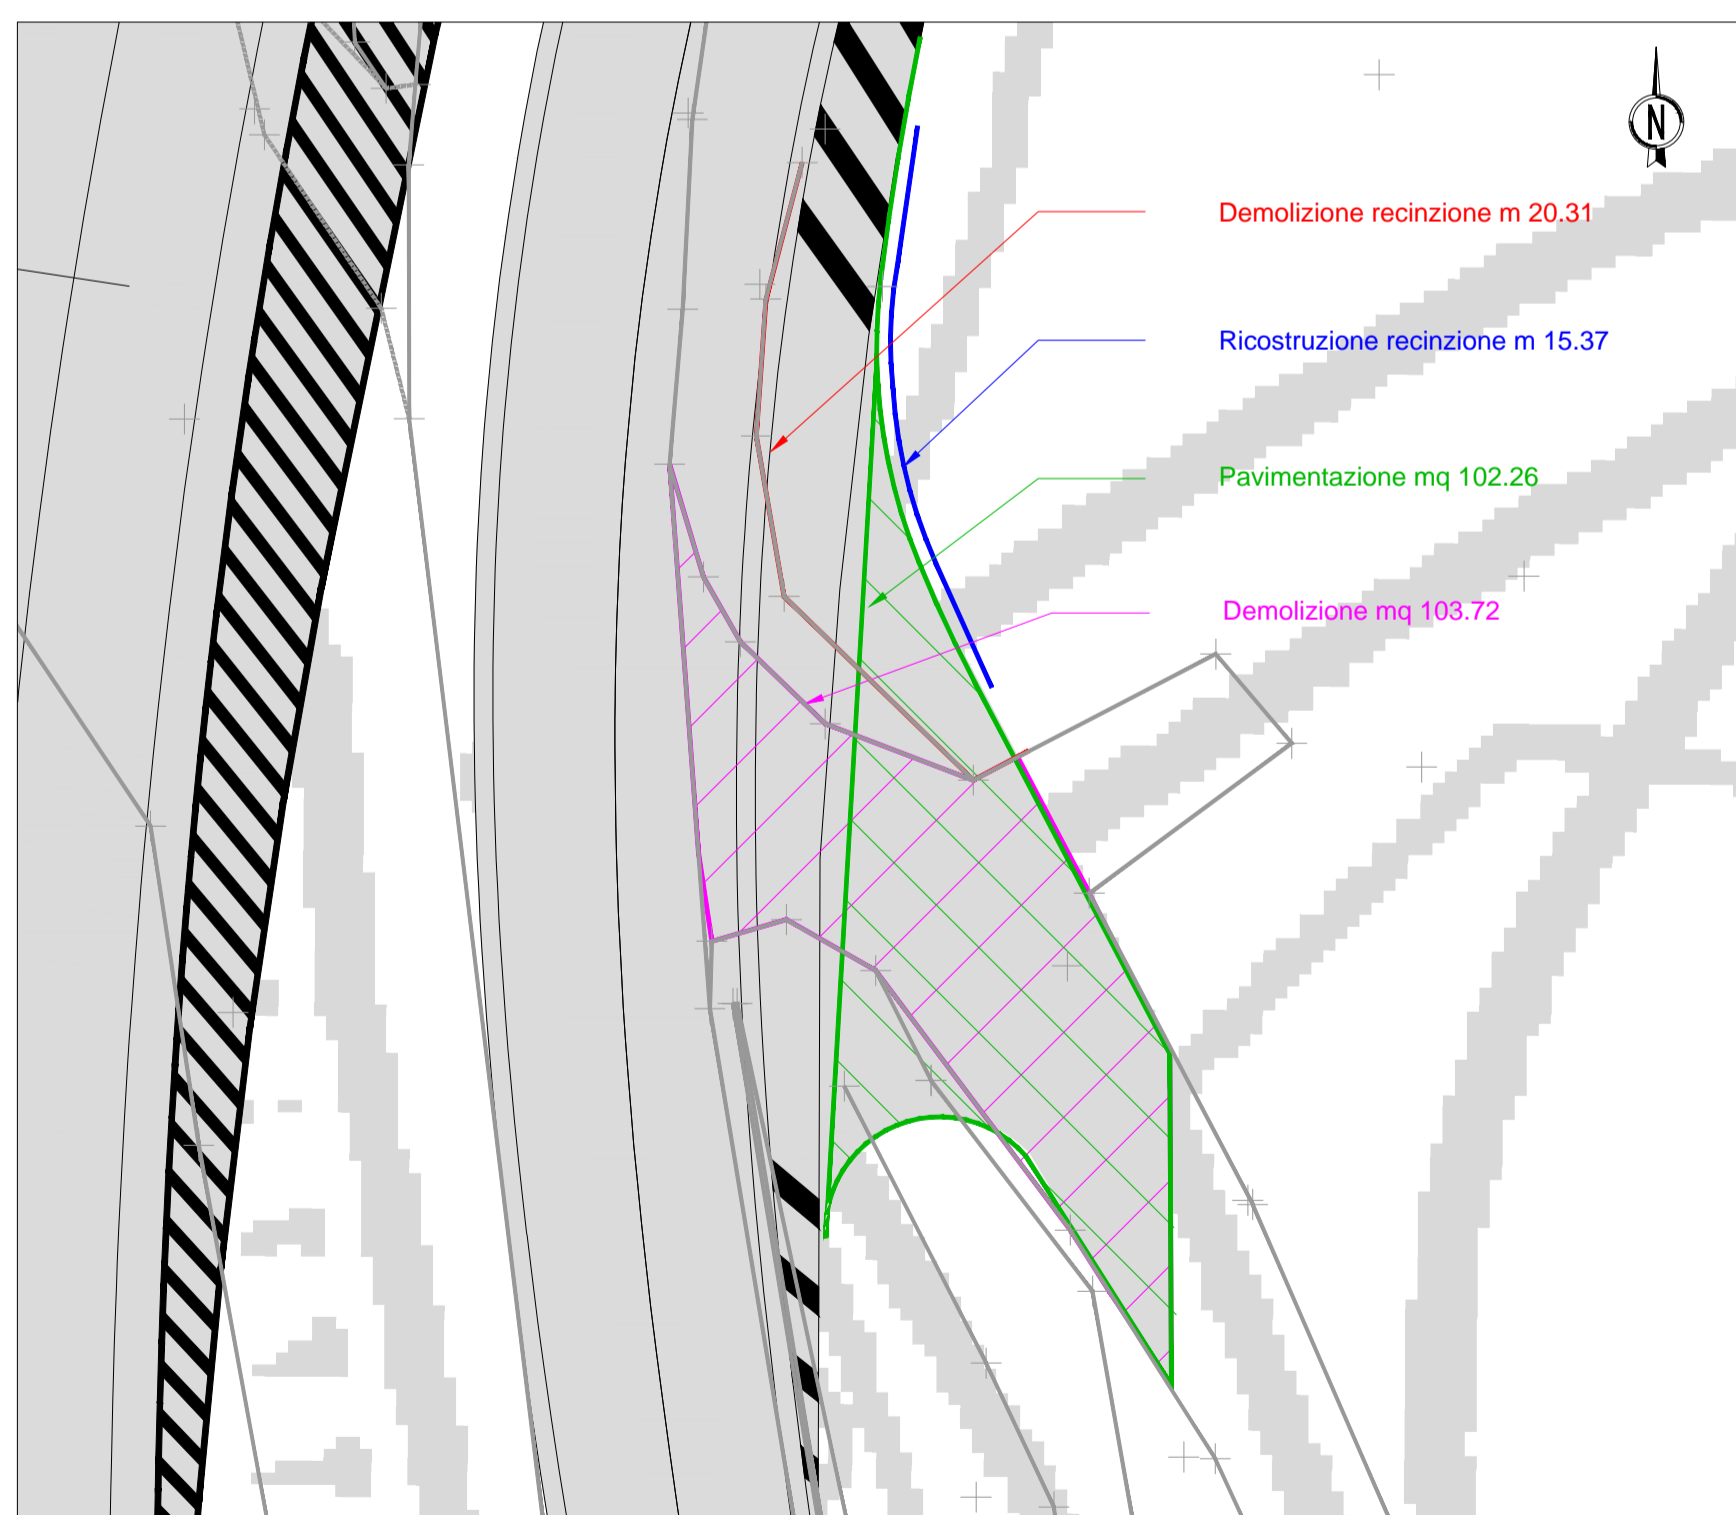 N
Demolizione recinzione m 20.31
Ricostruzione recinzione m 15.37
Pavimentazione mq 102.26
Demolizione mq 103.72